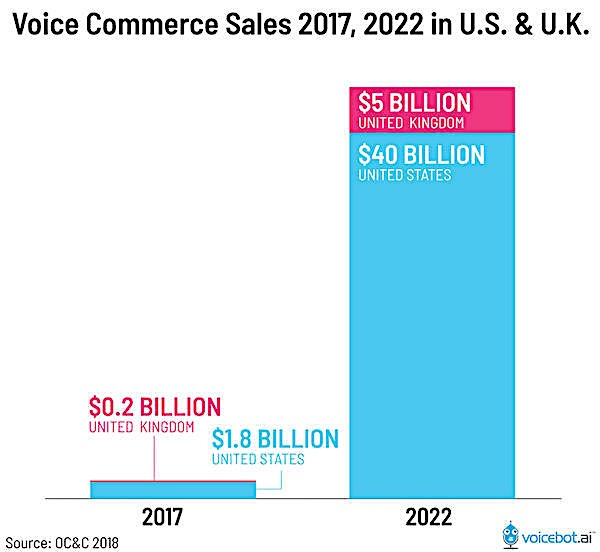 Voice Commerce Sales 2017, 2022 in U.S. & U.K.
$5 BILLION
UNITED KINGDOM
$40 BILLION
UNITED STATES
$0.2 BILLION
UNITED KINGDOM
$1.8 BILLION
UNITED STATES
2017
2022
Source: OC&C 2018
voicebot.ai